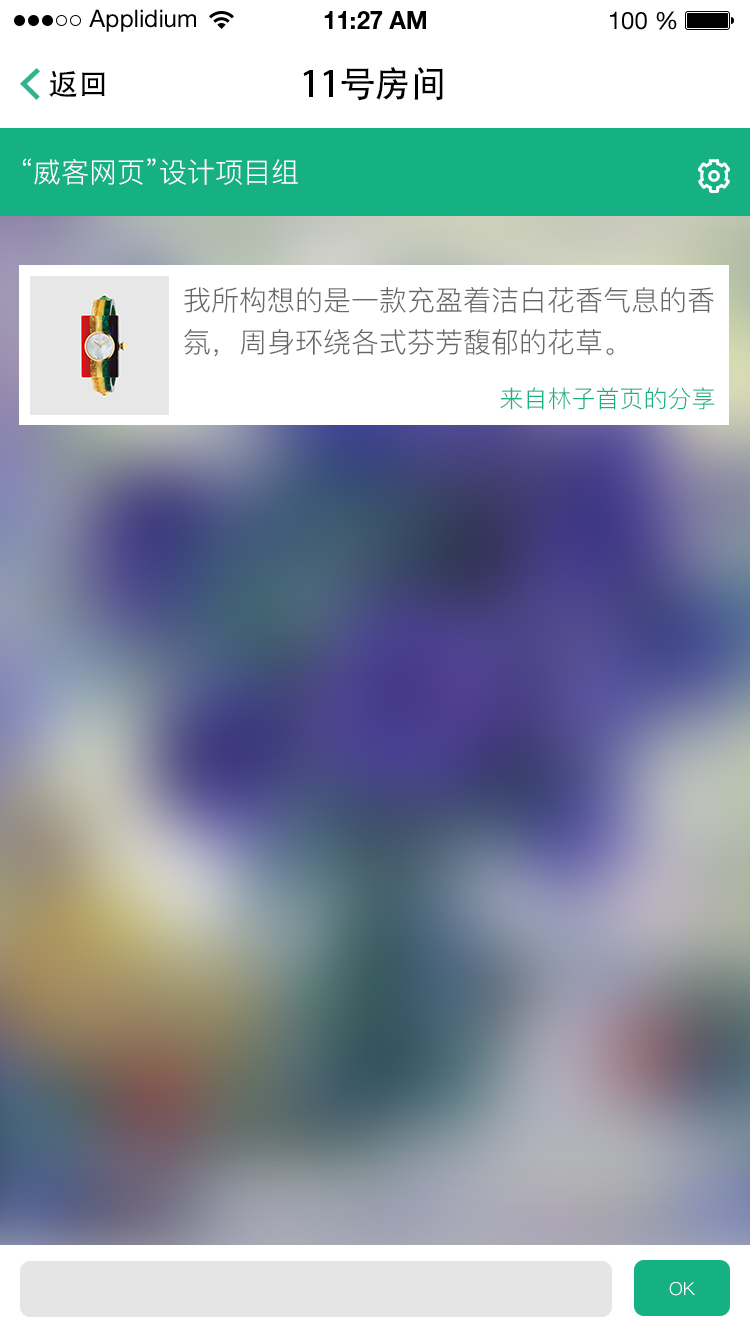 Applidium 11:27 AM 100 %
返回 11号房间
“威客网页”设计项目组
我所构想的是一款充盈着洁白花香气息的香
氛，周身环绕各式芬芳馥郁的花草。
来自林子首页的分享
OK